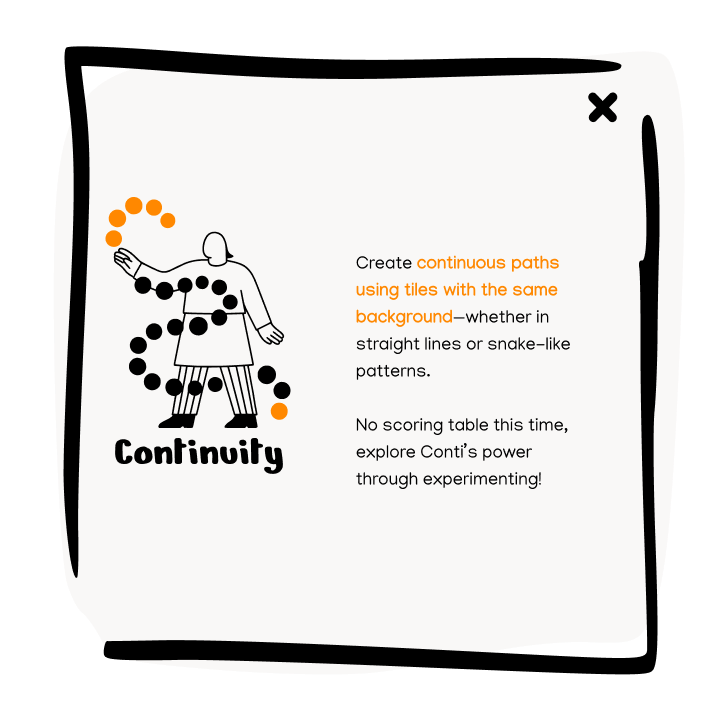 Create continuous paths
using tiles with the same
background—whether in
straight lines or snake-like
patterns.
No scoring table this time,
explore Conti's power
through experimenting!
Continuity